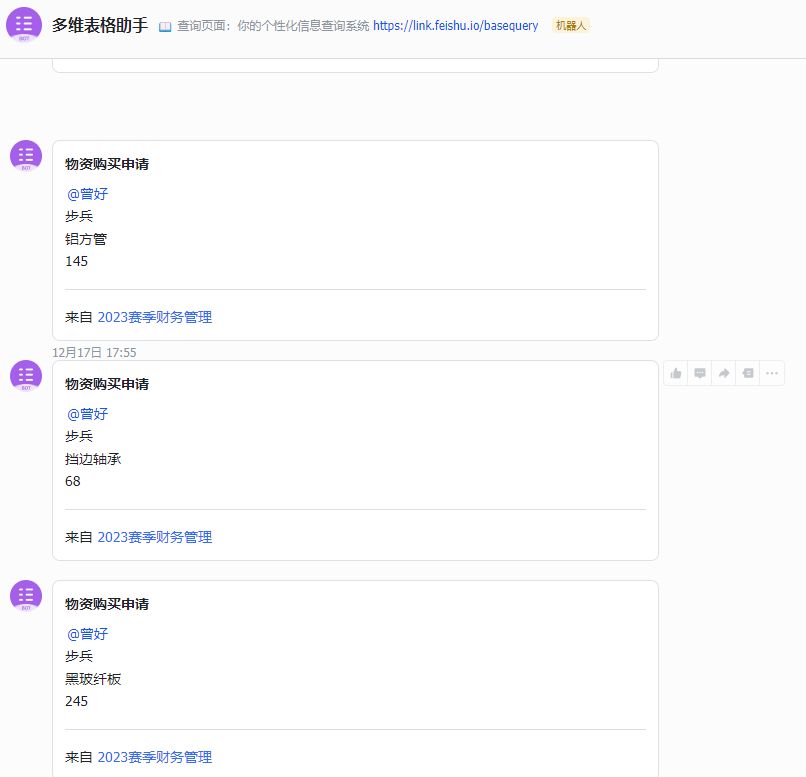 多维表格助手 查询页面：你的个性化信息查询系统 https://link.feishu.io/basequery 机器人
BOT
物资购买申请
@曾好
步兵
铝方管
145
来自 2023赛季财务管理
12月17日 17:55
BOT
物资购买申请
@曾好
步兵
挡边轴承
68
来自 2023赛季财务管理
BOT
物资购买申请
@曾好
步兵
黑玻纤板
245
来自 2023赛季财务管理
BOT